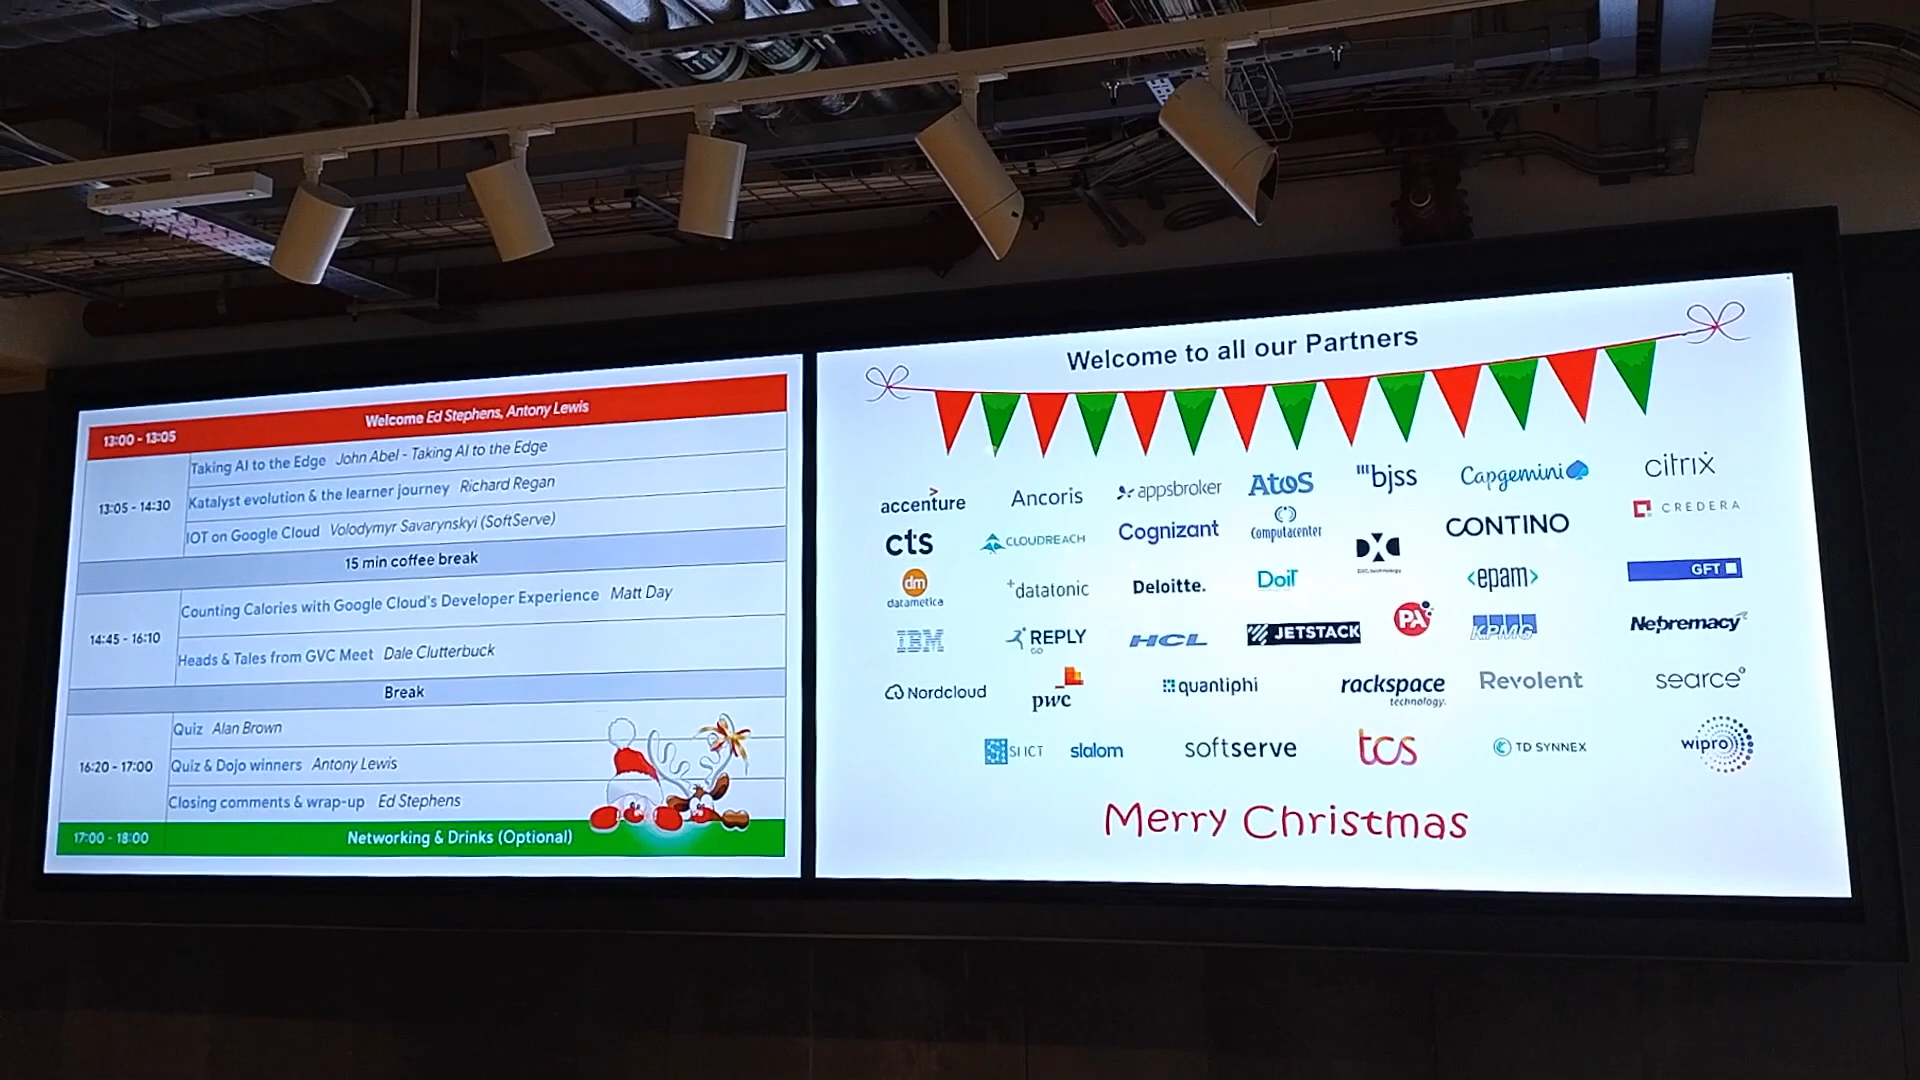 13:00 - 13:05 Welcome Ed Stephens, Antony Lewis
13:05 - 14:30
Taking AI to the Edge John Abel - Taking AI to the Edge
Katalyst evolution & the learner journey Richard Regan
IOT on Google Cloud Volodymyr Savarynskyi (SoftServe)
15 min coffee break
14:45 - 16:10
Counting Calories with Google Cloud's Developer Experience Matt Day
Heads & Tales from GVC Meet Dale Clutterbuck
Break
16:20 - 17:00
Quiz Alan Brown
Quiz & Dojo winners Antony Lewis
Closing comments & wrap-up Ed Stephens
17:00 - 18:00 Networking & Drinks (Optional)
Welcome to all our Partners
accenture Ancoris appsbroker Atos bjss Capgemini citrix
cts CLOUDREACH Cognizant Computacenter DXC CONTINO CREDERA
dm
datametica datatonic Deloitte. DoiT <epam> GFT
IBM REPLY HCL JETSTACK PA KPMG Nepremacy
GO
Nordcloud pwc quantiphi rackspace Revolent searce
technology.
SI ICT slalom softserve tcs TD SYNNEX wipro
Merry Christmas